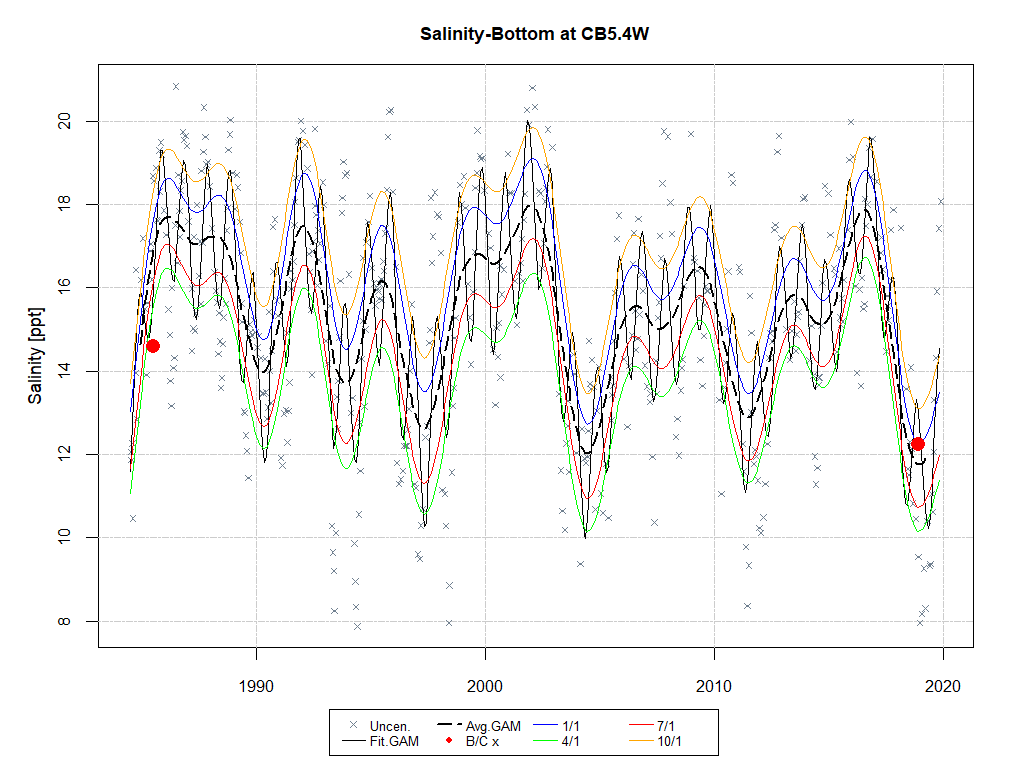 Salinity-Bottom at CB5.4W
Salinity [ppt]
20
18
16
14
12
10
8
1990 2000 2010 2020
Uncen. Avg.GAM 1/1 7/1
Fit.GAM B/C x 4/1 10/1